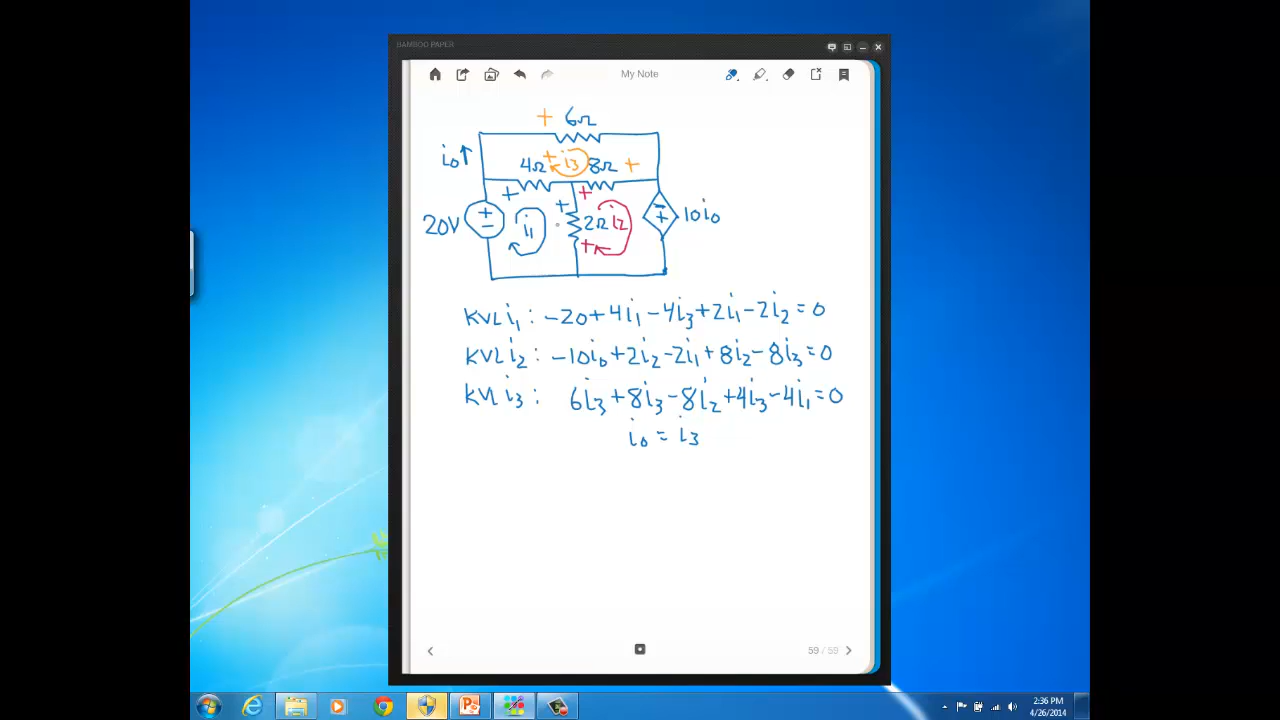 BAMBOO PAPER
My Note
+ 6Ω
i₀ ↑
4Ω + i₃ 8Ω +
+ + +
20V + − i₁ 2Ω i₂ − + 10i₀
+
KVL i₁ : −20+4i₁−4i₃+2i₁−2i₂=0
KVL i₂ : −10i₀+2i₂−2i₁+8i₂−8i₃=0
KVL i₃ : 6i₃+8i₃−8i₂+4i₃−4i₁=0
i₀ = i₃
59 / 59
2:36 PM
4/26/2014